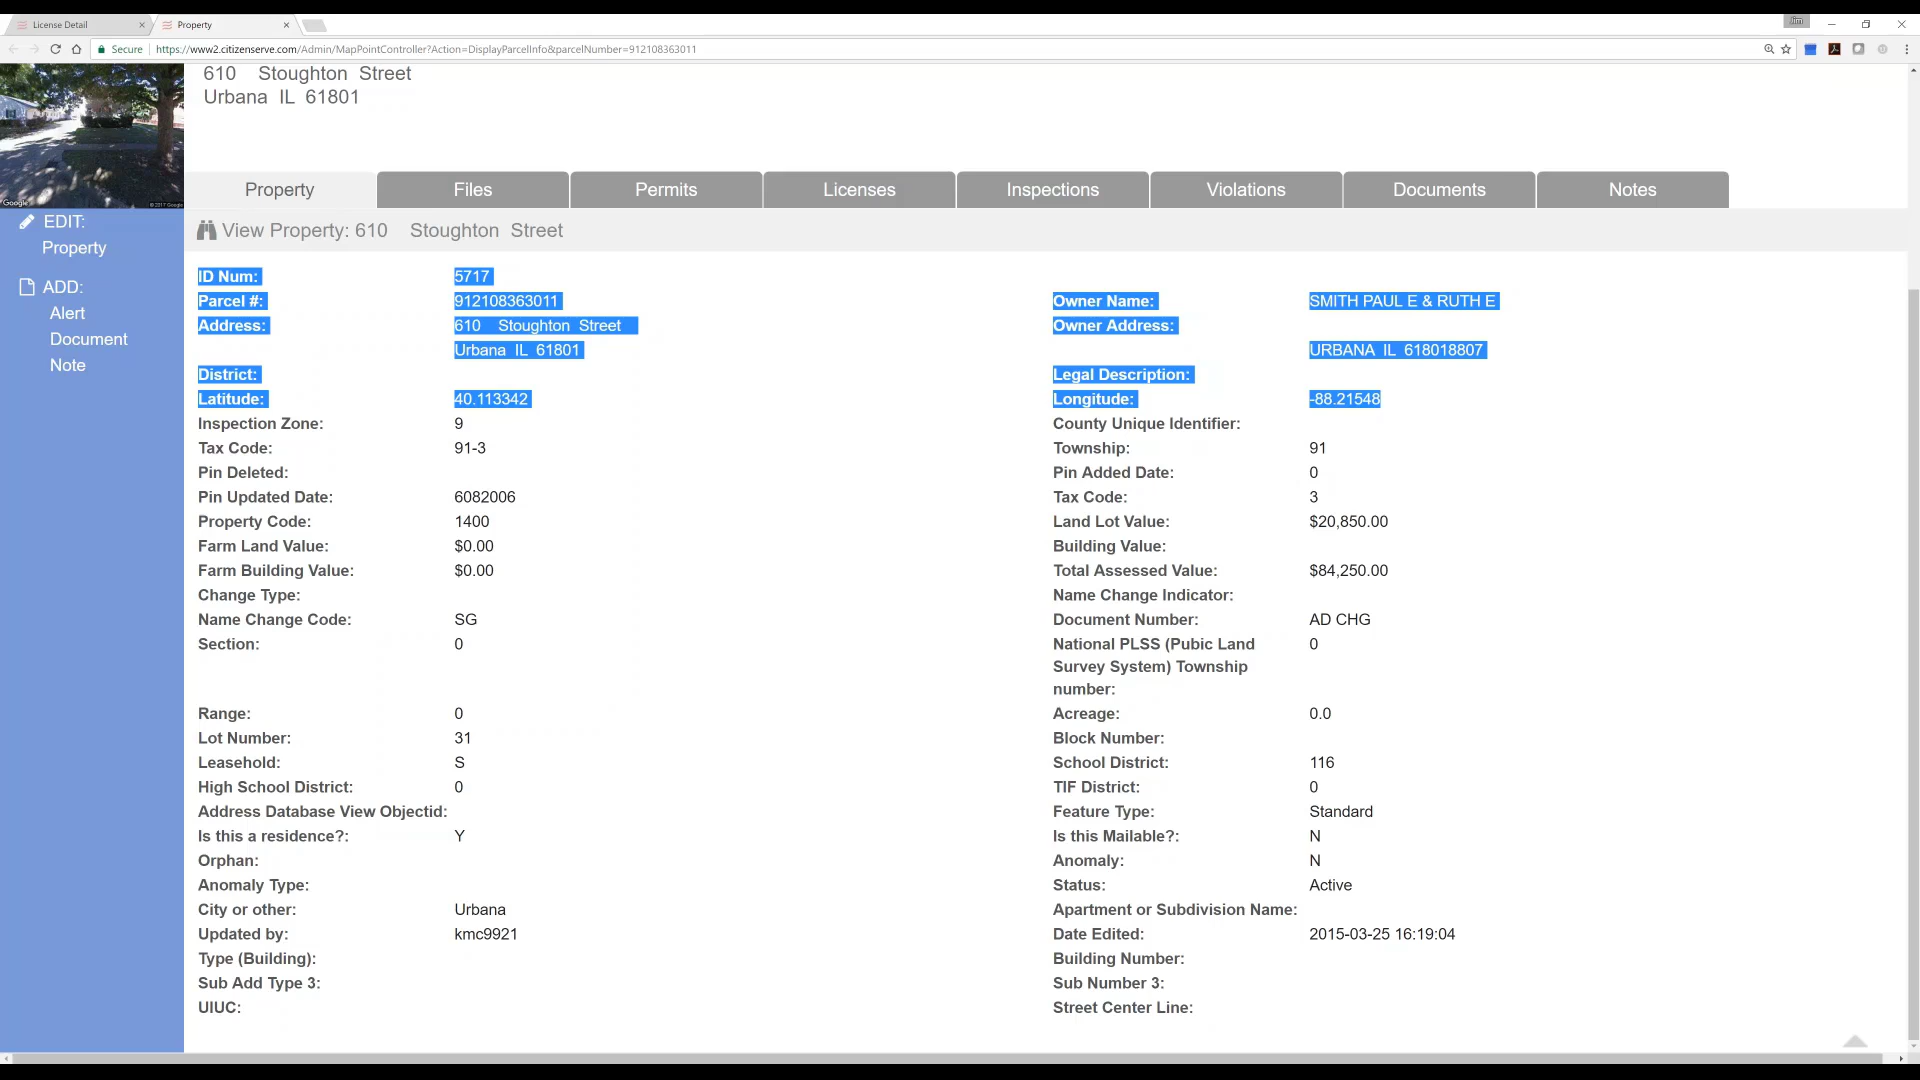 License Detail
Property
Jim
Secure https://www2.citizenserve.com/Admin/MapPointController?Action=DisplayParcelInfo&parcelNumber=912108363011
610 Stoughton Street
Urbana IL 61801
Google
© 2017 Google
Property Files Permits Licenses Inspections Violations Documents Notes
EDIT:
Property
ADD:
Alert
Document
Note
View Property: 610 Stoughton Street
ID Num: 5717
Parcel #: 912108363011 Owner Name: SMITH PAUL E & RUTH E
Address: 610 Stoughton Street Owner Address:
Urbana IL 61801 URBANA IL 618018807
District: Legal Description:
Latitude: 40.113342 Longitude: -88.21548
Inspection Zone: 9 County Unique Identifier:
Tax Code: 91-3 Township: 91
Pin Deleted: Pin Added Date: 0
Pin Updated Date: 6082006 Tax Code: 3
Property Code: 1400 Land Lot Value: $20,850.00
Farm Land Value: $0.00 Building Value:
Farm Building Value: $0.00 Total Assessed Value: $84,250.00
Change Type: Name Change Indicator:
Name Change Code: SG Document Number: AD CHG
Section: 0 National PLSS (Pubic Land 0
Survey System) Township
number:
Range: 0 Acreage: 0.0
Lot Number: 31 Block Number:
Leasehold: S School District: 116
High School District: 0 TIF District: 0
Address Database View Objectid: Feature Type: Standard
Is this a residence?: Y Is this Mailable?: N
Orphan: Anomaly: N
Anomaly Type: Status: Active
City or other: Urbana Apartment or Subdivision Name:
Updated by: kmc9921 Date Edited: 2015-03-25 16:19:04
Type (Building): Building Number:
Sub Add Type 3: Sub Number 3:
UIUC: Street Center Line: